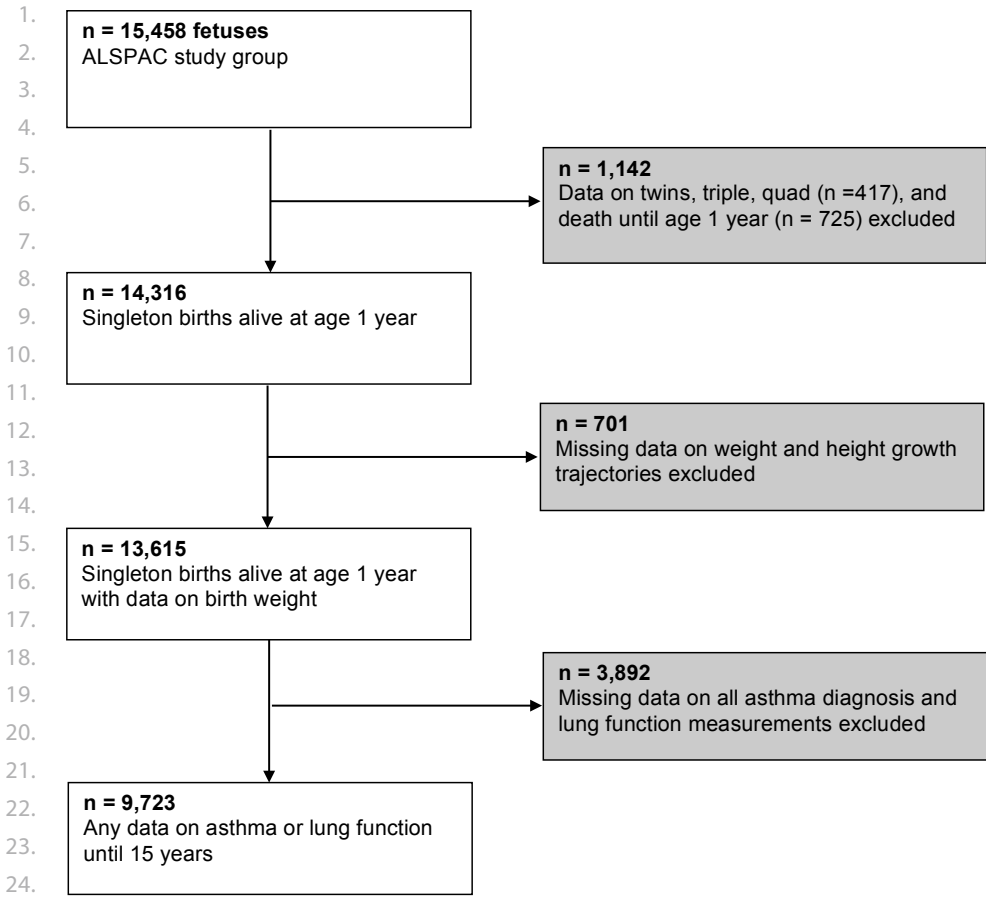 1.
n = 15,458 fetuses
2.
ALSPAC study group
3.
4.
5.
n = 1,142
6.
Data on twins, triple, quad (n =417), and
death until age 1 year (n = 725) excluded
7.
8.
n = 14,316
9.
Singleton births alive at age 1 year
10.
11.
12.
n = 701
Missing data on weight and height growth
13.
trajectories excluded
14.
15.
n = 13,615
16.
Singleton births alive at age 1 year
with data on birth weight
17.
18.
n = 3,892
19.
Missing data on all asthma diagnosis and
lung function measurements excluded
20.
21.
22.
n = 9,723
Any data on asthma or lung function
23.
until 15 years
24.